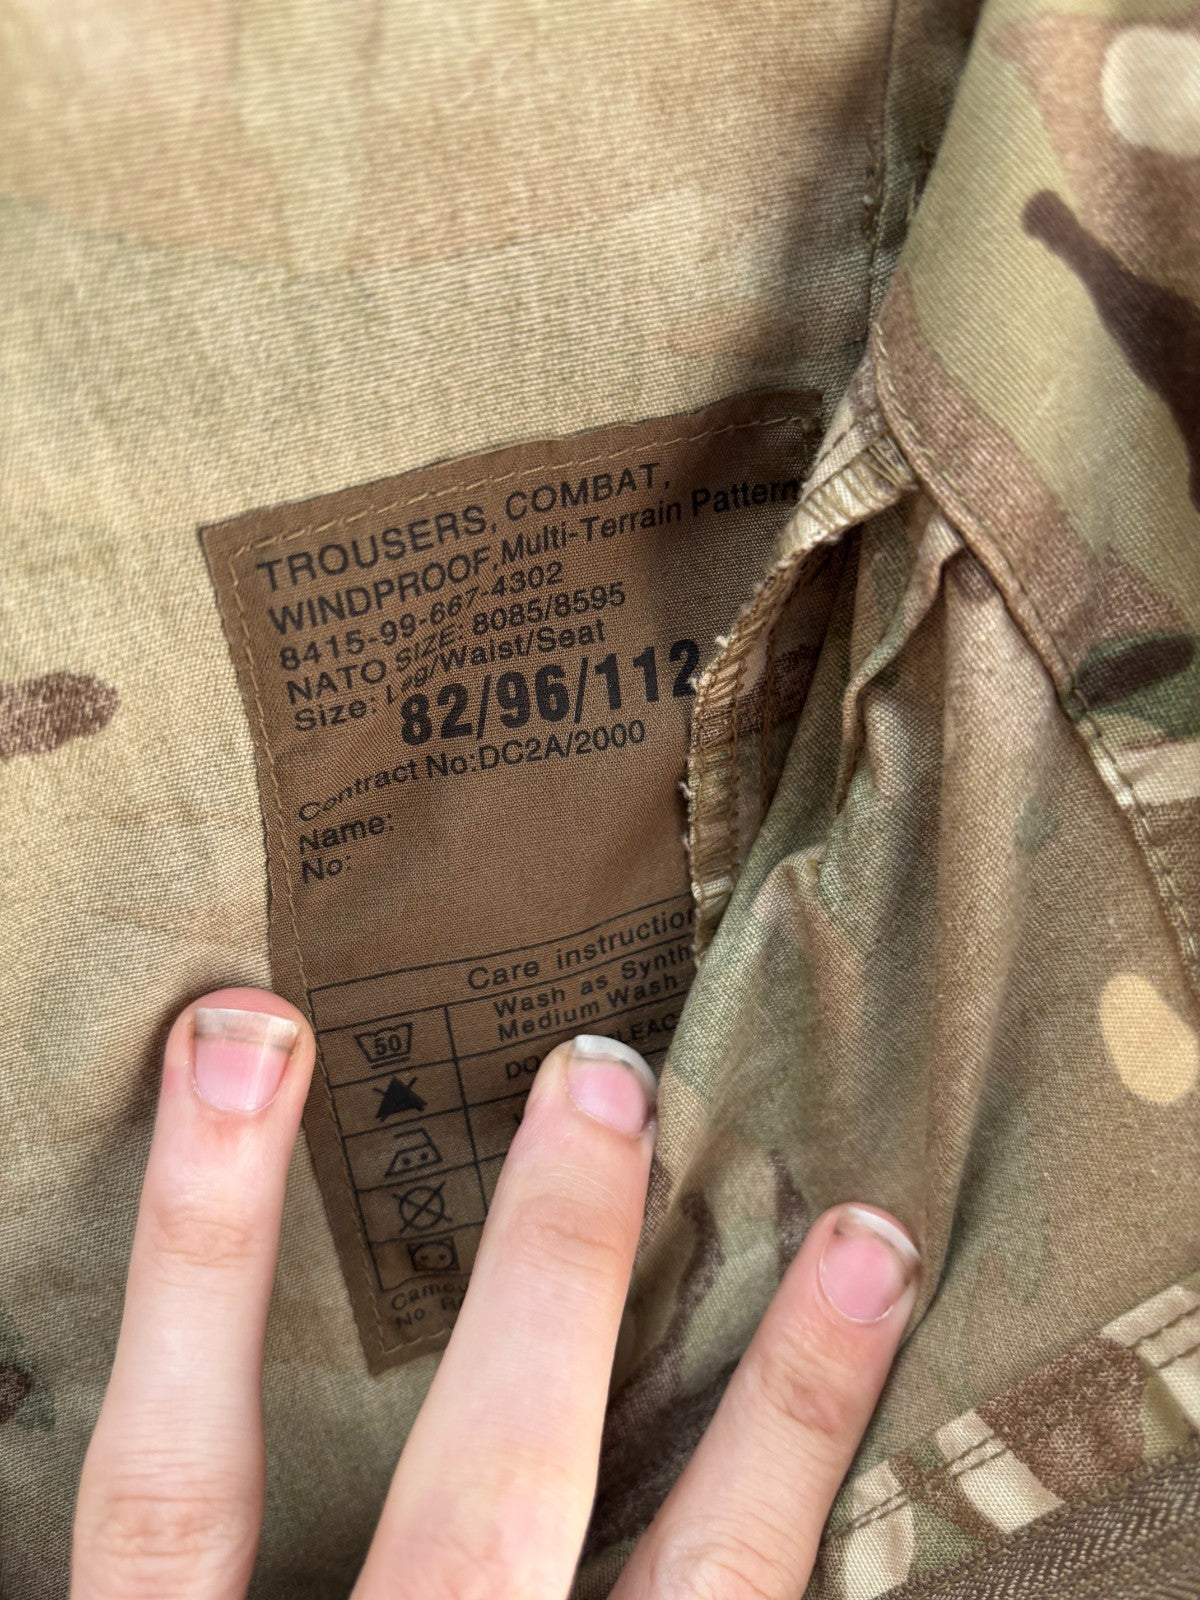 TROUSERS, COMBAT,
WINDPROOF, Multi-Terrain Pattern
8415-99-667-4302
NATO SIZE: 8085/8595
Size: Leg/Waist/Seat
82/96/112
Contract No:DC2A/2000
Name:
No:
Care instruction
Wash as Synth
Medium Wash
50
DO